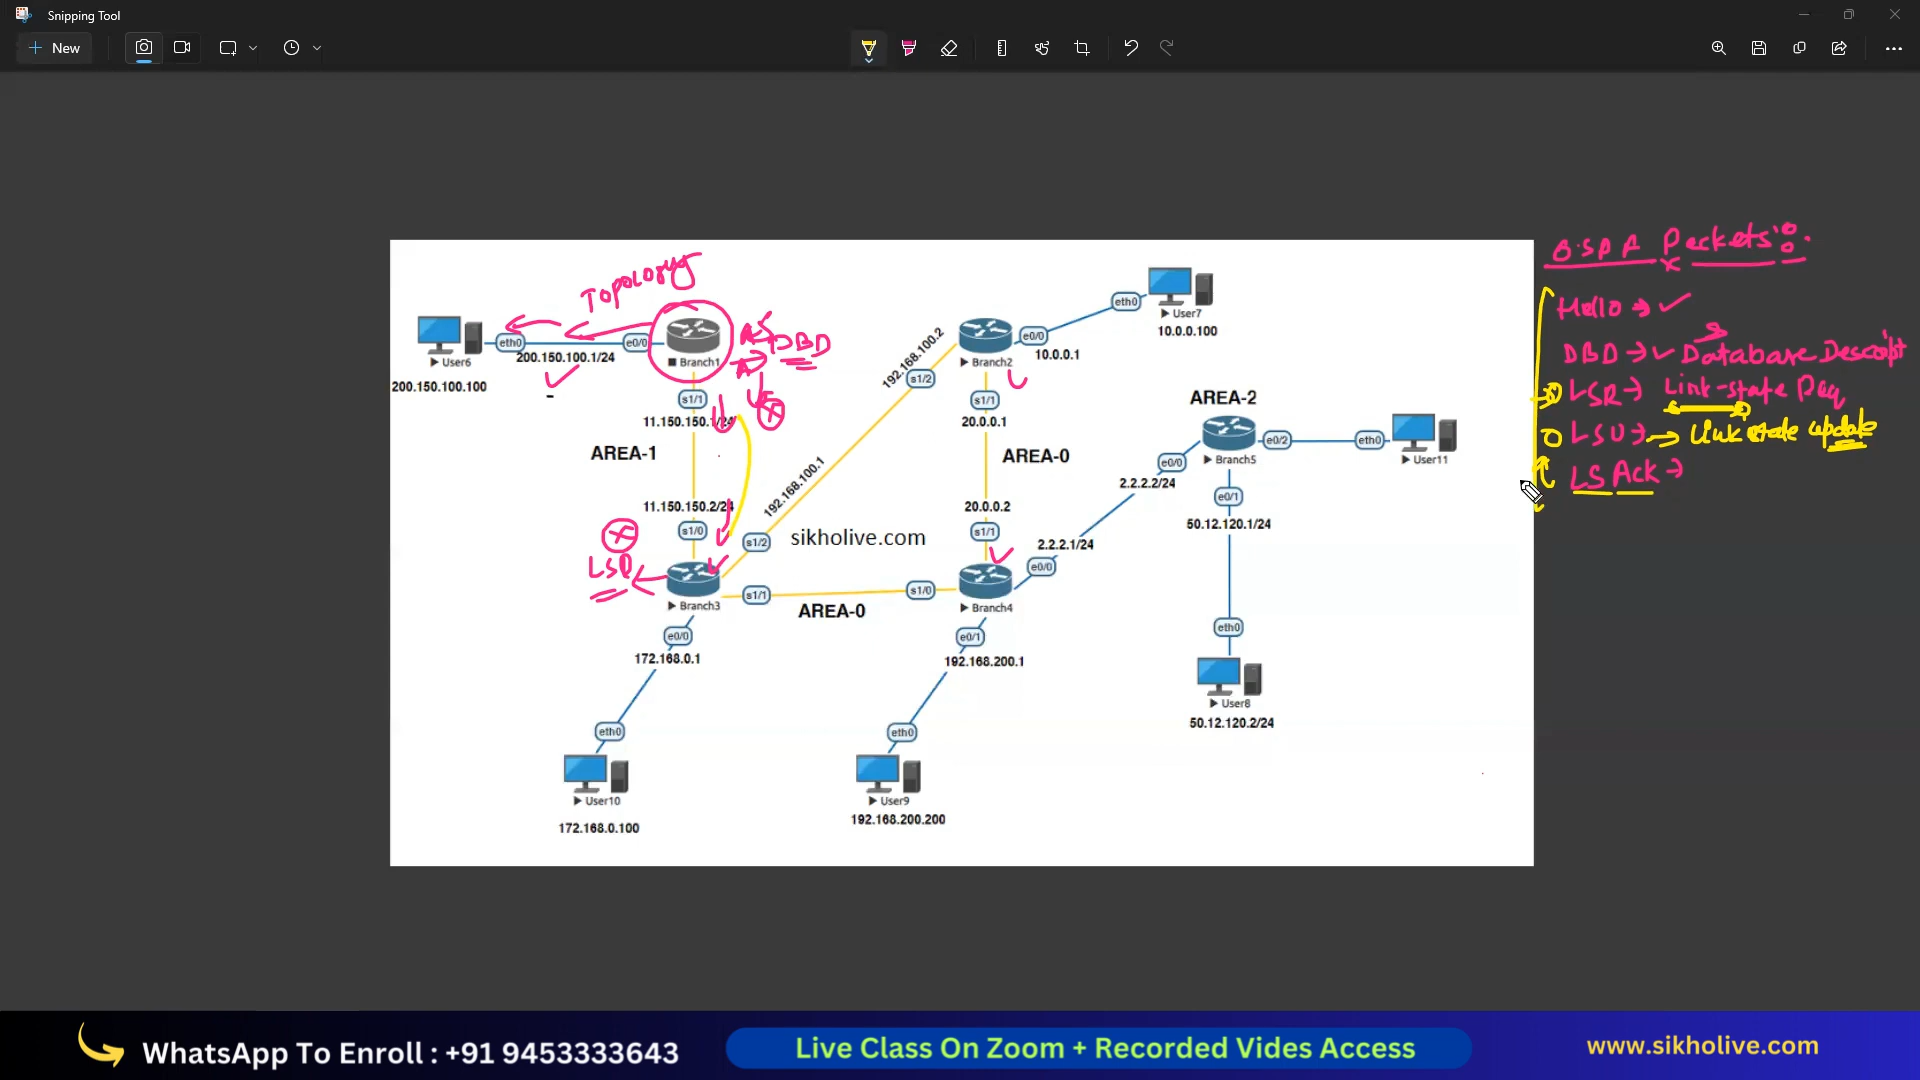 Snipping Tool
New
Topology
User6
eth0
200.150.100.1/24
e0/0
Branch1
200.150.100.100
DBD
s1/1
11.150.150.1/24
AREA-1
11.150.150.2/24
s1/0
LSR
Branch3
s1/2
192.168.100.1
192.168.100.2
s1/2
Branch2
e0/0
10.0.0.1
eth0
User7
10.0.0.100
s1/1
20.0.0.1
AREA-0
20.0.0.2
s1/1
sikholive.com
s1/1
AREA-0
s1/0
Branch4
e0/0
2.2.2.1/24
2.2.2.2/24
e0/0
AREA-2
Branch5
e0/2
eth0
User11
e0/1
50.12.120.1/24
eth0
User8
50.12.120.2/24
e0/0
172.168.0.1
eth0
User10
172.168.0.100
e0/1
192.168.200.1
eth0
User9
192.168.200.200
Packets
Hello
DBD Database Descript
LSR Link-state Req
LSU Link state update
LS Ack
WhatsApp To Enroll : +91 9453333643
Live Class On Zoom + Recorded Vides Access
www.sikholive.com